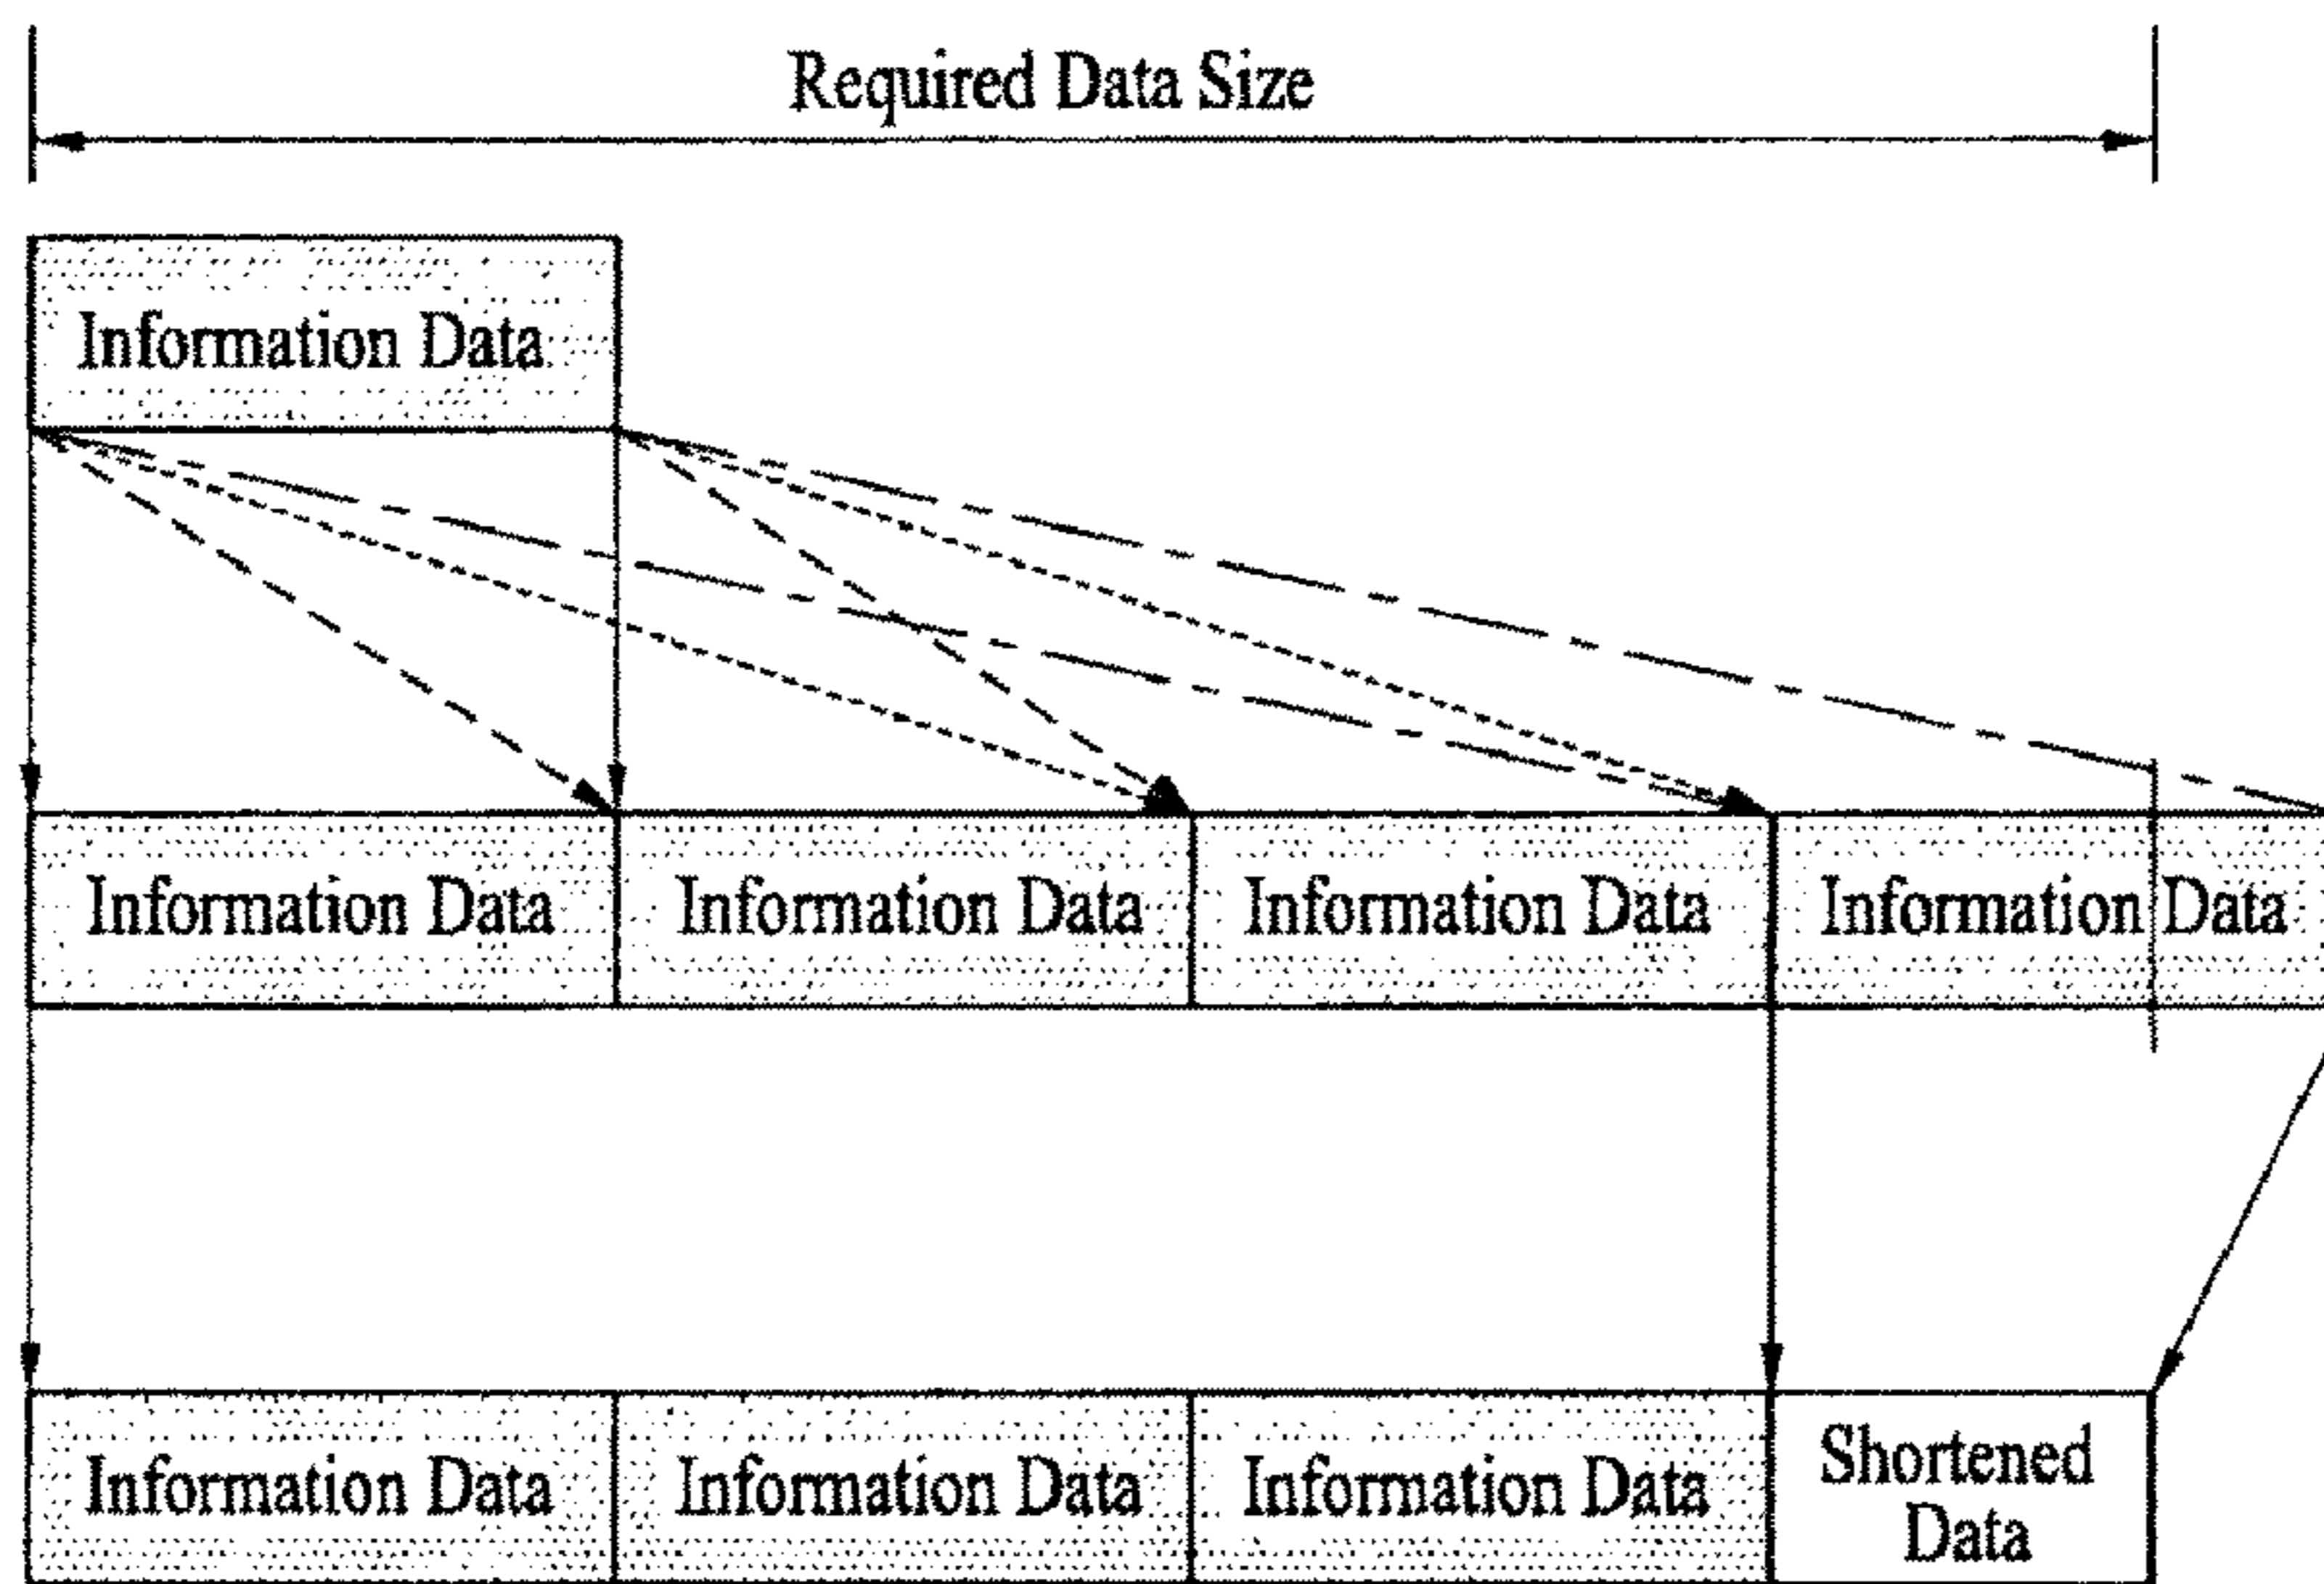 Required Data Size
Information Data
Information Data Information Data Information Data Information Data
Information Data Information Data Information Data Shortened
Data